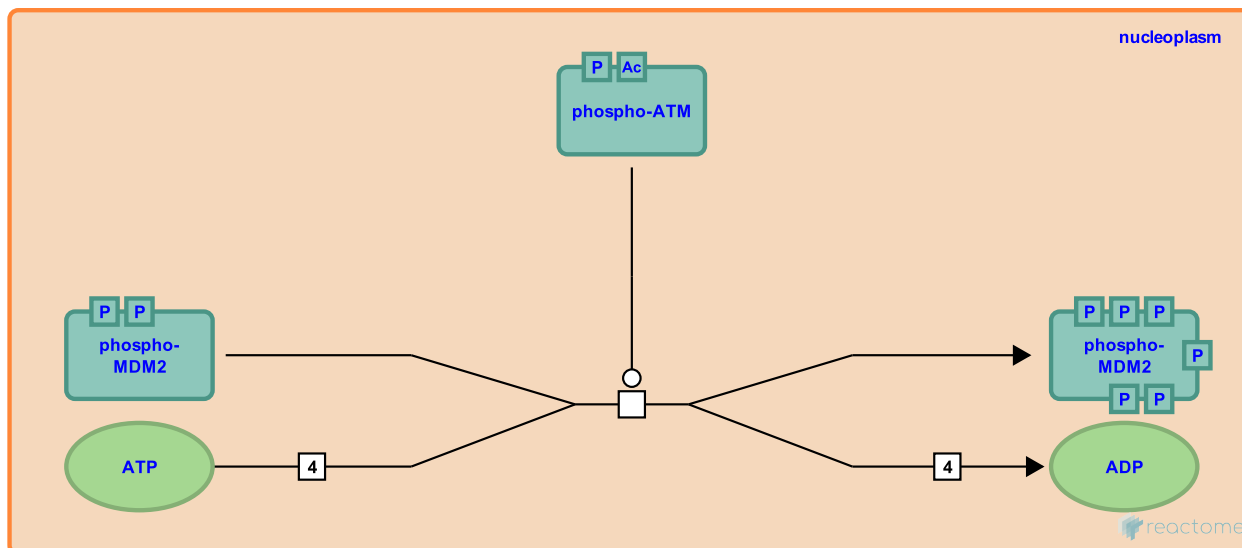 nucleoplasm
P Ac
phospho-ATM
P P
phospho-
MDM2
ATP
4
P P P
phospho-
MDM2
P
P P
4
ADP
reactome